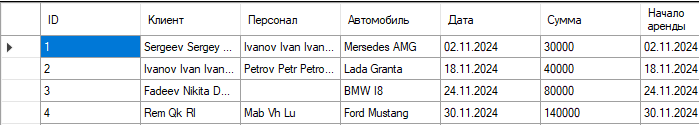 ID Клиент Персонал Автомобиль Дата Сумма Начало аренды
1 Sergeev Sergey ... Ivanov Ivan Ivan... Mersedes AMG 02.11.2024 30000 02.11.2024
2 Ivanov Ivan Ivan... Petrov Petr Petro... Lada Granta 18.11.2024 40000 18.11.2024
3 Fadeev Nikita D... BMW I8 24.11.2024 80000 24.11.2024
4 Rem Qk Rl Mab Vh Lu Ford Mustang 30.11.2024 140000 30.11.2024